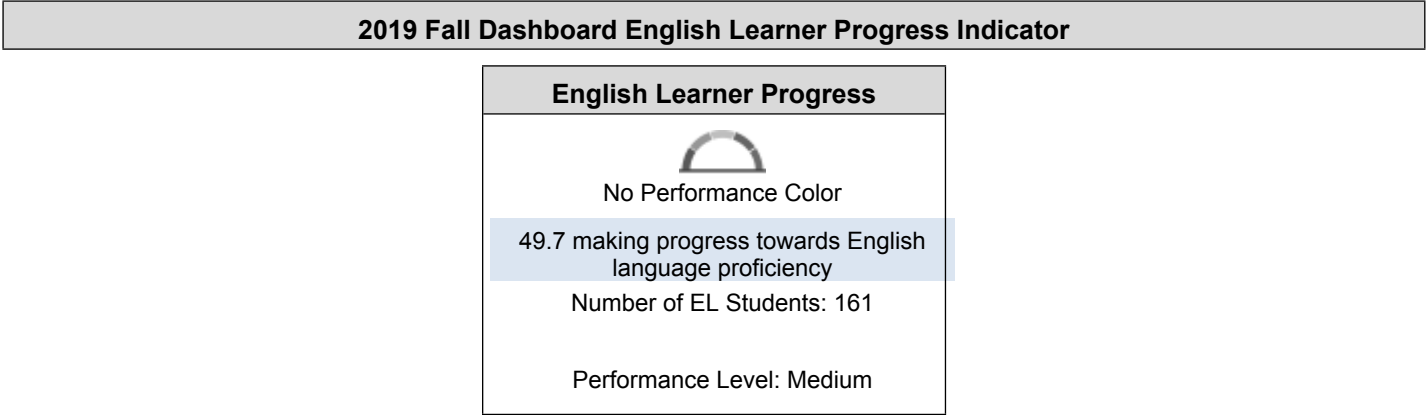 2019 Fall Dashboard English Learner Progress Indicator
English Learner Progress
No Performance Color
49.7 making progress towards English
language proficiency
Number of EL Students: 161
Performance Level: Medium